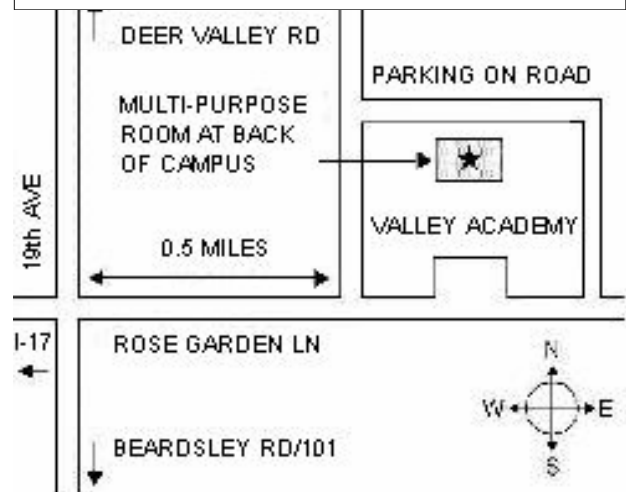 DEER VALLEY RD
PARKING ON ROAD
MULTI-PURPOSE
ROOM AT BACK
OF CAMPUS
19th AVE
VALLEY ACADEMY
0.5 MILES
I-17
ROSE GARDEN LN
N
W
E
S
BEARDSLEY RD/101